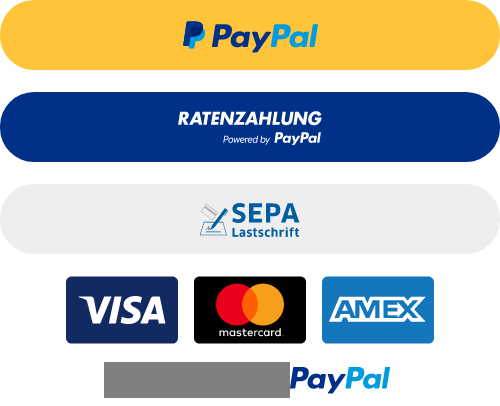 PayPal
RATENZAHLUNG
Powered by PayPal
SEPA
Lastschrift
VISA
mastercard.
AMEX
PayPal